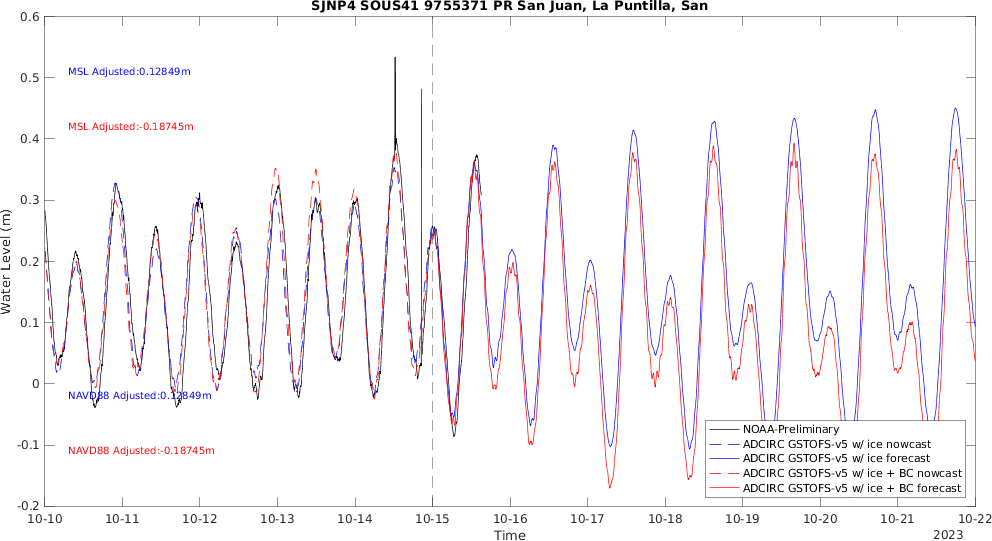 SJNP4 SOUS41 9755371 PR San Juan, La Puntilla, San
0.6
0.5
0.4
0.3
0.2
0.1
0
-0.1
-0.2
Water Level (m)
MSL Adjusted:0.12849m
MSL Adjusted:-0.18745m
NAVD88 Adjusted:0.12849m
NAVD88 Adjusted:-0.18745m
NOAA-Preliminary
ADCIRC GSTOFS-v5 w/ ice nowcast
ADCIRC GSTOFS-v5 w/ ice forecast
ADCIRC GSTOFS-v5 w/ ice + BC nowcast
ADCIRC GSTOFS-v5 w/ ice + BC forecast
10-10 10-11 10-12 10-13 10-14 10-15 10-16 10-17 10-18 10-19 10-20 10-21 10-22
Time
2023